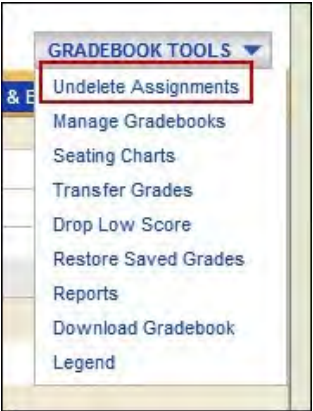 GRADEBOOK TOOLS
& E
Undelete Assignments
Manage Gradebooks
Seating Charts
Transfer Grades
Drop Low Score
Restore Saved Grades
Reports
Download Gradebook
Legend